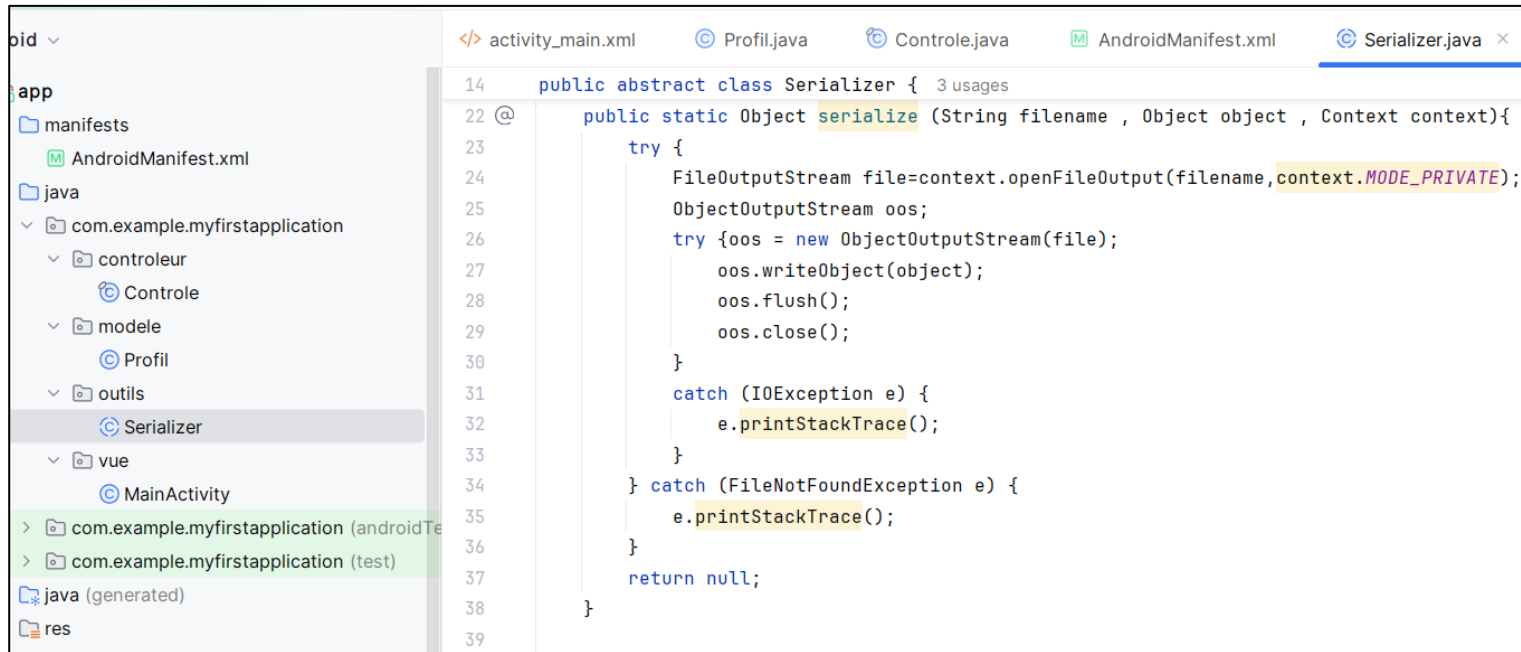 oid
app
manifests
AndroidManifest.xml
java
com.example.myfirstapplication
controleur
Controle
modele
Profil
outils
Serializer
vue
MainActivity
com.example.myfirstapplication (androidTe
com.example.myfirstapplication (test)
java (generated)
res
activity_main.xml Profil.java Controle.java AndroidManifest.xml Serializer.java
14 public abstract class Serializer { 3 usages
22 public static Object serialize (String filename , Object object , Context context){
23 try {
24 FileOutputStream file=context.openFileOutput(filename,context.MODE_PRIVATE);
25 ObjectOutputStream oos;
26 try {oos = new ObjectOutputStream(file);
27 oos.writeObject(object);
28 oos.flush();
29 oos.close();
30 }
31 catch (IOException e) {
32 e.printStackTrace();
33 }
34 } catch (FileNotFoundException e) {
35 e.printStackTrace();
36 }
37 return null;
38 }
39